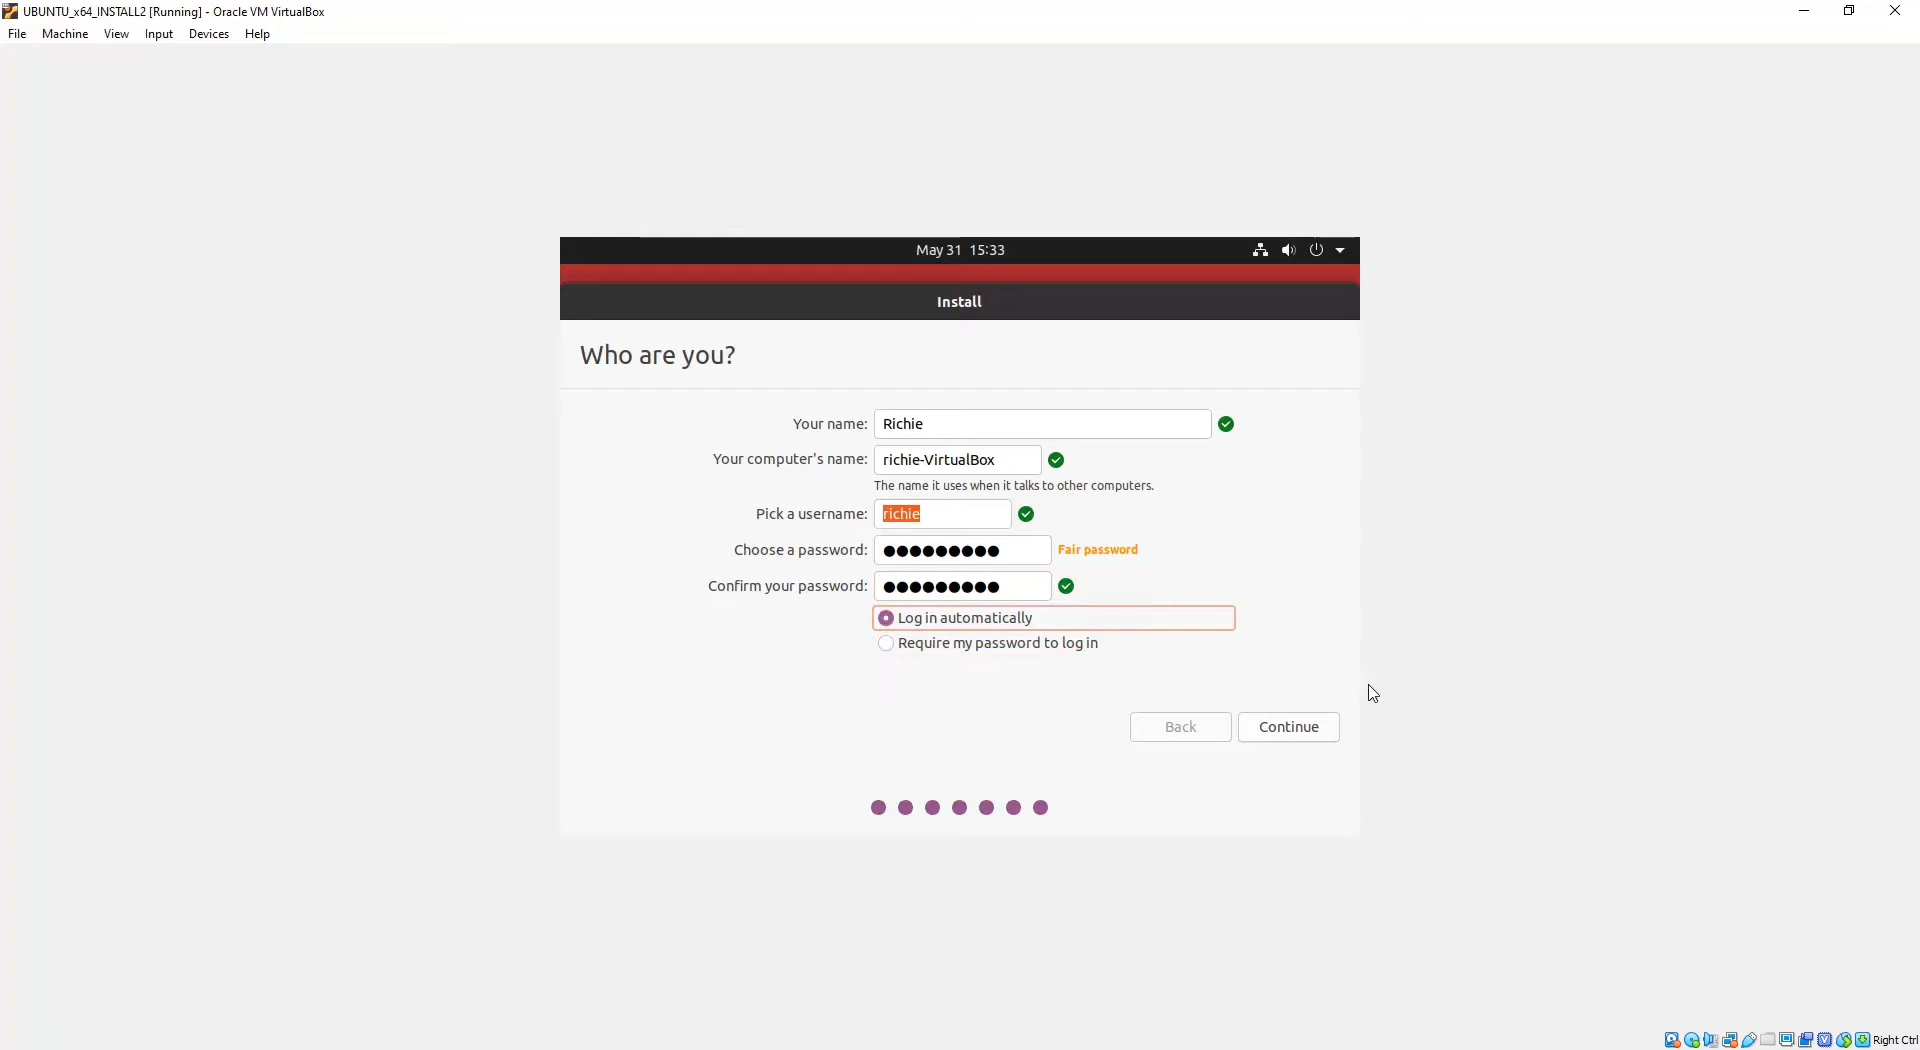 UBUNTU_x64_INSTALL2 [Running] - Oracle VM VirtualBox
File Machine View Input Devices Help
May 31 15:33
Install
Who are you?
Your name: Richie
Your computer's name: richie-VirtualBox
The name it uses when it talks to other computers.
Pick a username: richie
Choose a password: ●●●●●●●●● Fair password
Confirm your password: ●●●●●●●●●
Log in automatically
Require my password to log in
Back Continue
Right Ctrl